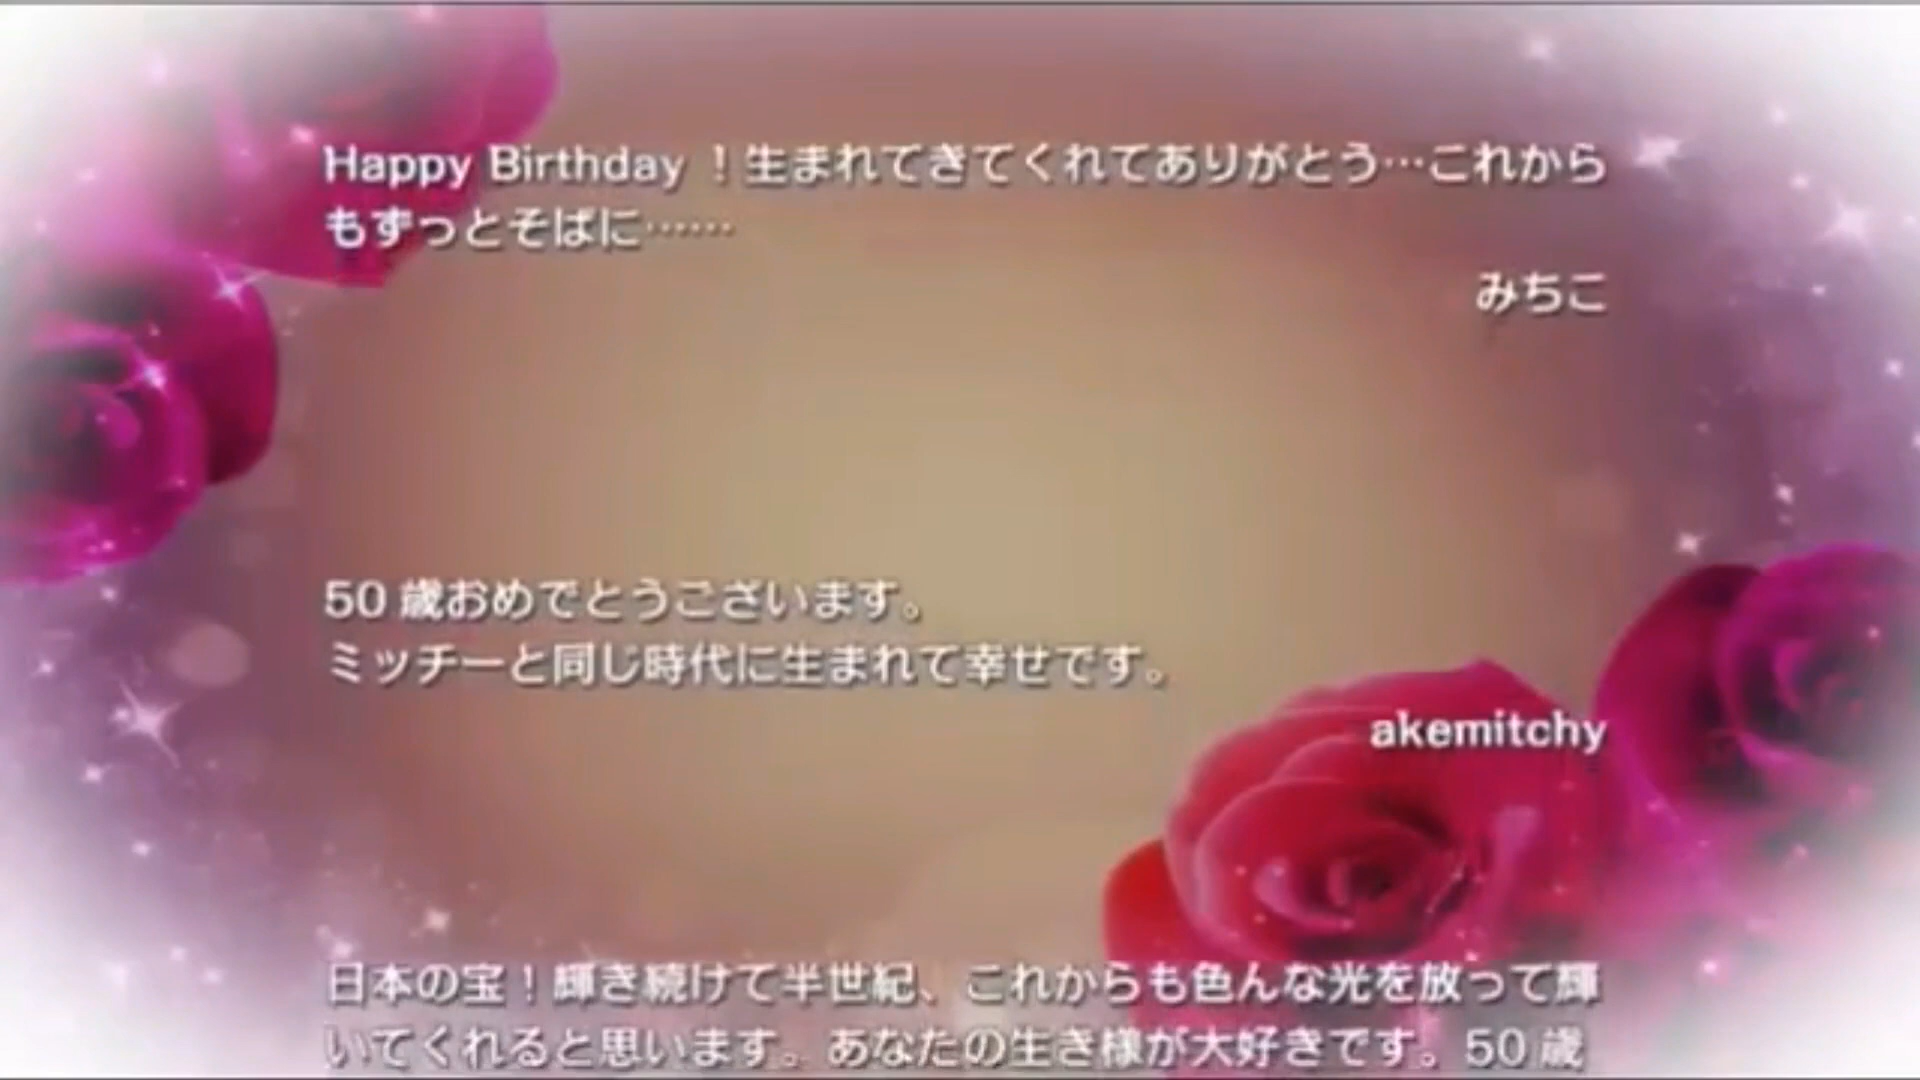 Happy Birthday ！生まれてきてくれてありがとう…これから
もずっとそばに……
みちこ
50 歳おめでとうございます。
ミッチーと同じ時代に生まれて幸せです。
akemitchy
日本の宝！輝き続けて半世紀、これからも色んな光を放って輝
いてくれると思います。あなたの生き様が大好きです。50 歳